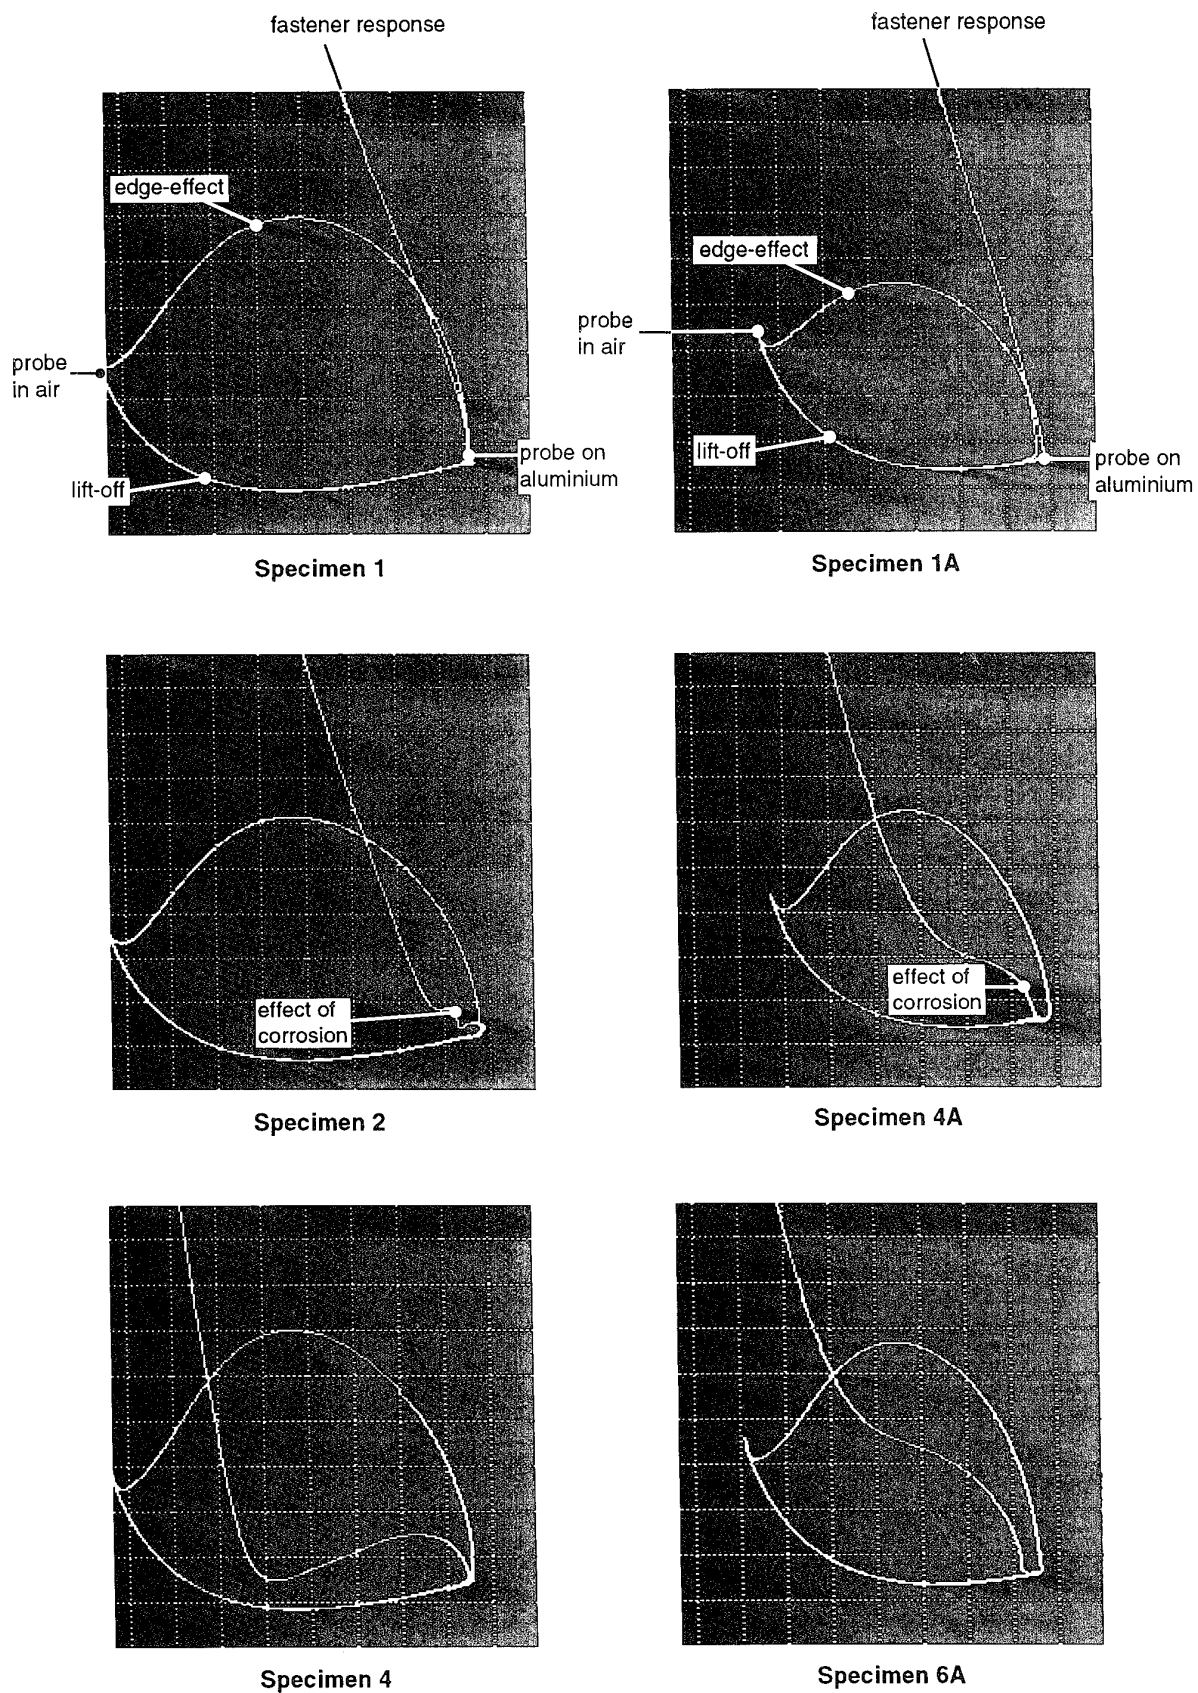 fastener response
fastener response
edge-effect
edge-effect
probe
in air
probe
in air
lift-off
lift-off
probe on
aluminium
probe on
aluminium
Specimen 1
Specimen 1A
effect of
corrosion
effect of
corrosion
Specimen 2
Specimen 4A
Specimen 4
Specimen 6A